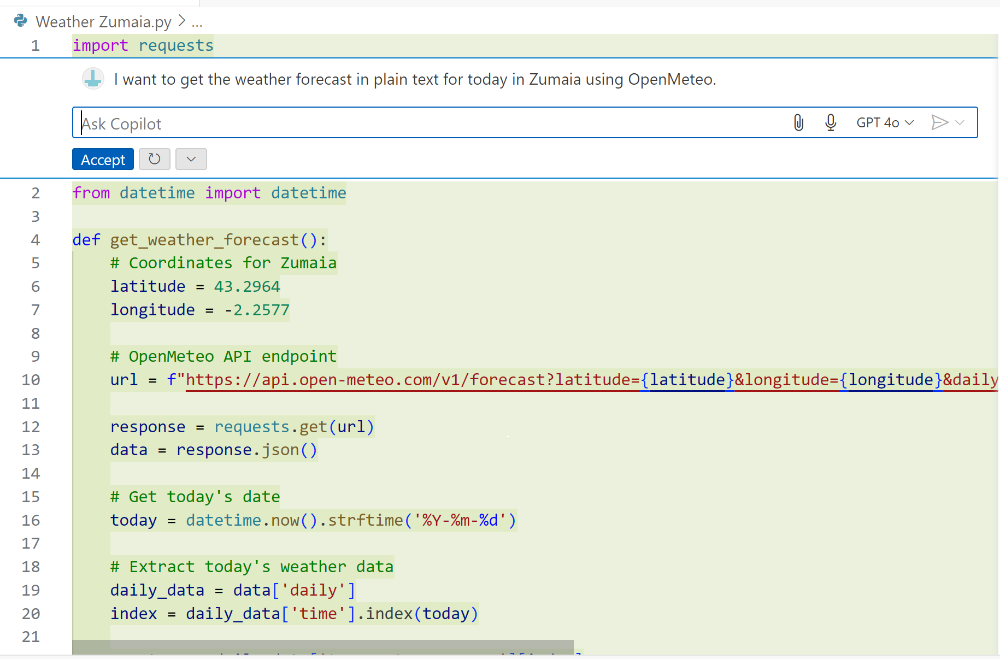 Weather Zumaia.py > ...
1 import requests
I want to get the weather forecast in plain text for today in Zumaia using OpenMeteo.
Ask Copilot GPT 4o
Accept
2 from datetime import datetime
3
4 def get_weather_forecast():
5 # Coordinates for Zumaia
6 latitude = 43.2964
7 longitude = -2.2577
8
9 # OpenMeteo API endpoint
10 url = f"https://api.open-meteo.com/v1/forecast?latitude={latitude}&longitude={longitude}&daily
11
12 response = requests.get(url)
13 data = response.json()
14
15 # Get today's date
16 today = datetime.now().strftime('%Y-%m-%d')
17
18 # Extract today's weather data
19 daily_data = data['daily']
20 index = daily_data['time'].index(today)
21